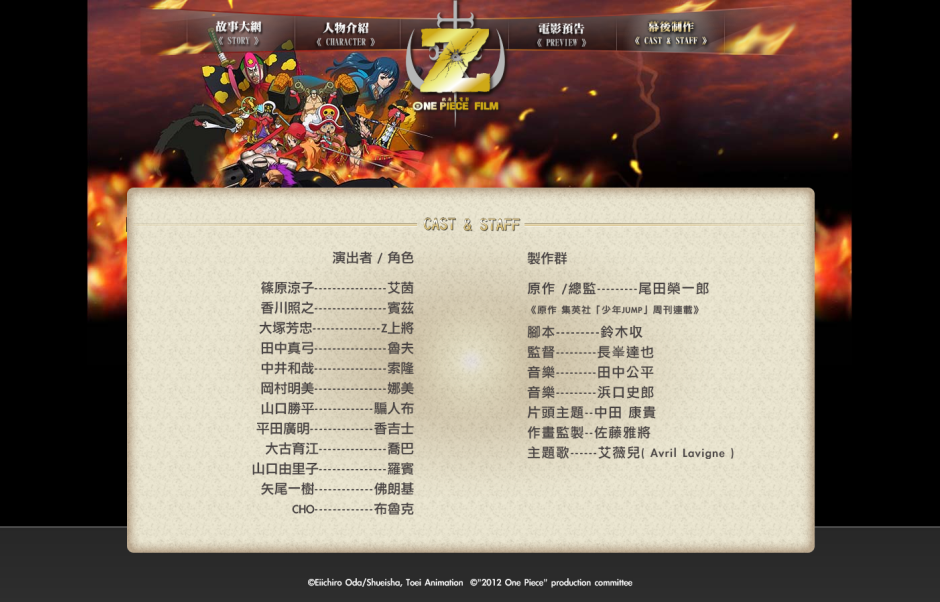 故事大網
《 STORY 》
人物介紹
《 CHARACTER 》
Z
ONE PIECE FILM
電影預告
《 PREVIEW 》
幕後制作
《 CAST & STAFF 》
CAST & STAFF
演出者 / 角色
篠原涼子---------------艾茵
香川照之---------------賓茲
大塚芳忠--------------Z上將
田中真弓---------------魯夫
中井和哉---------------索隆
岡村明美---------------娜美
山口勝平------------騙人布
平田廣明-------------香吉士
大古育江--------------喬巴
山口由里子--------------羅賓
矢尾一樹------------佛朗基
CHO------------布魯克
製作群
原作 /總監---------尾田榮一郎
《原作 集英社「少年JUMP」周刊連載》
腳本---------鈴木収
監督---------長峯達也
音樂---------田中公平
音樂---------浜口史郎
片頭主題--中田 康貴
作畫監製--佐藤雅將
主題歌------艾薇兒( Avril Lavigne )
©Eiichiro Oda/Shueisha, Toei Animation ©"2012 One Piece" production committee